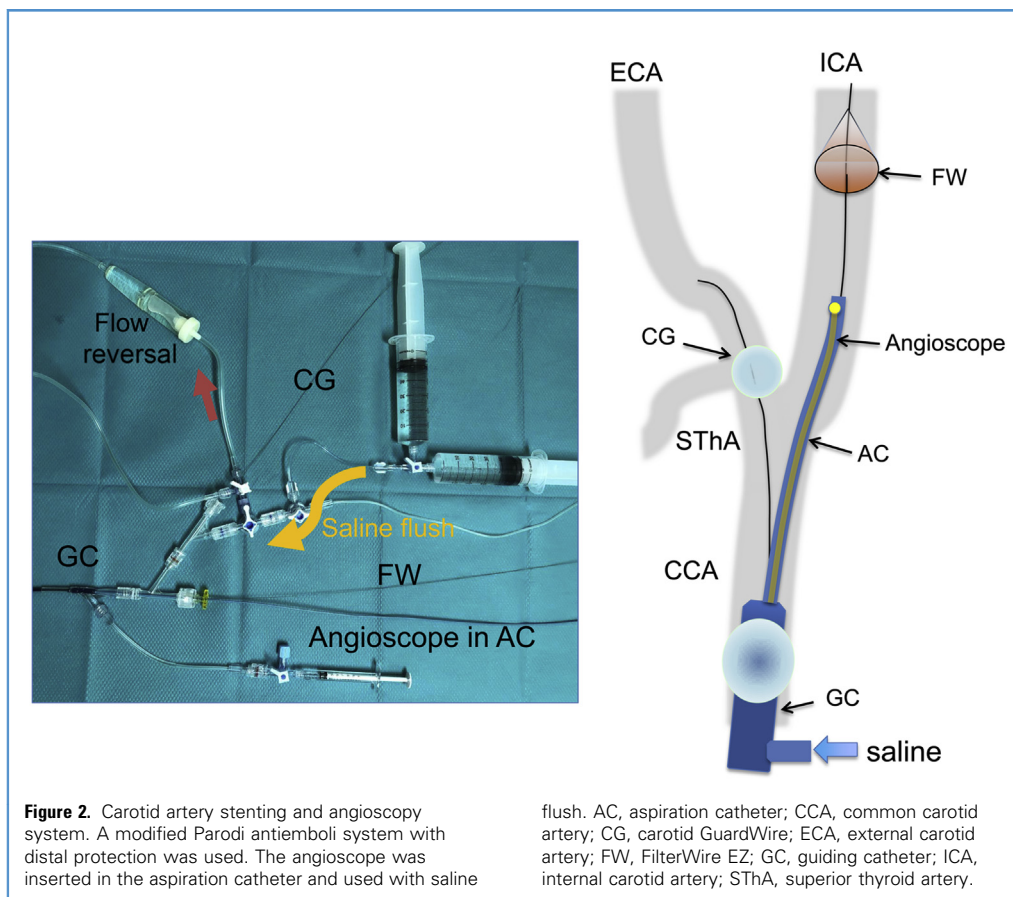 Flow
reversal
CG
Saline flush
GC
FW
Angioscope in AC
ECA
ICA
FW
CG
Angioscope
SThA
AC
CCA
GC
saline
Figure 2. Carotid artery stenting and angioscopy
system. A modified Parodi antiemboli system with
distal protection was used. The angioscope was
inserted in the aspiration catheter and used with saline
flush. AC, aspiration catheter; CCA, common carotid
artery; CG, carotid GuardWire; ECA, external carotid
artery; FW, FilterWire EZ; GC, guiding catheter; ICA,
internal carotid artery; SThA, superior thyroid artery.